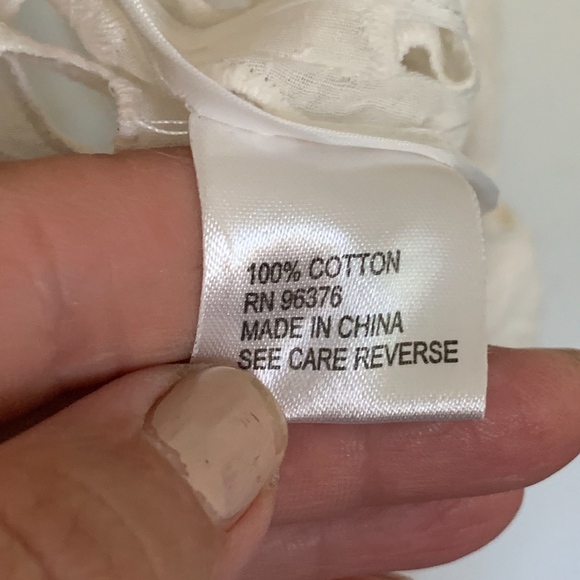 100% COTTON
RN 96376
MADE IN CHINA
SEE CARE REVERSE